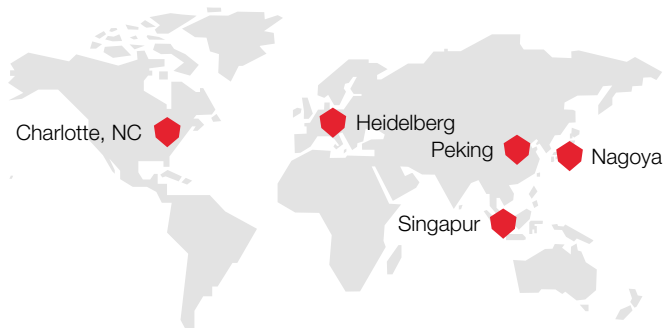 Charlotte, NC
Heidelberg
Peking
Nagoya
Singapur